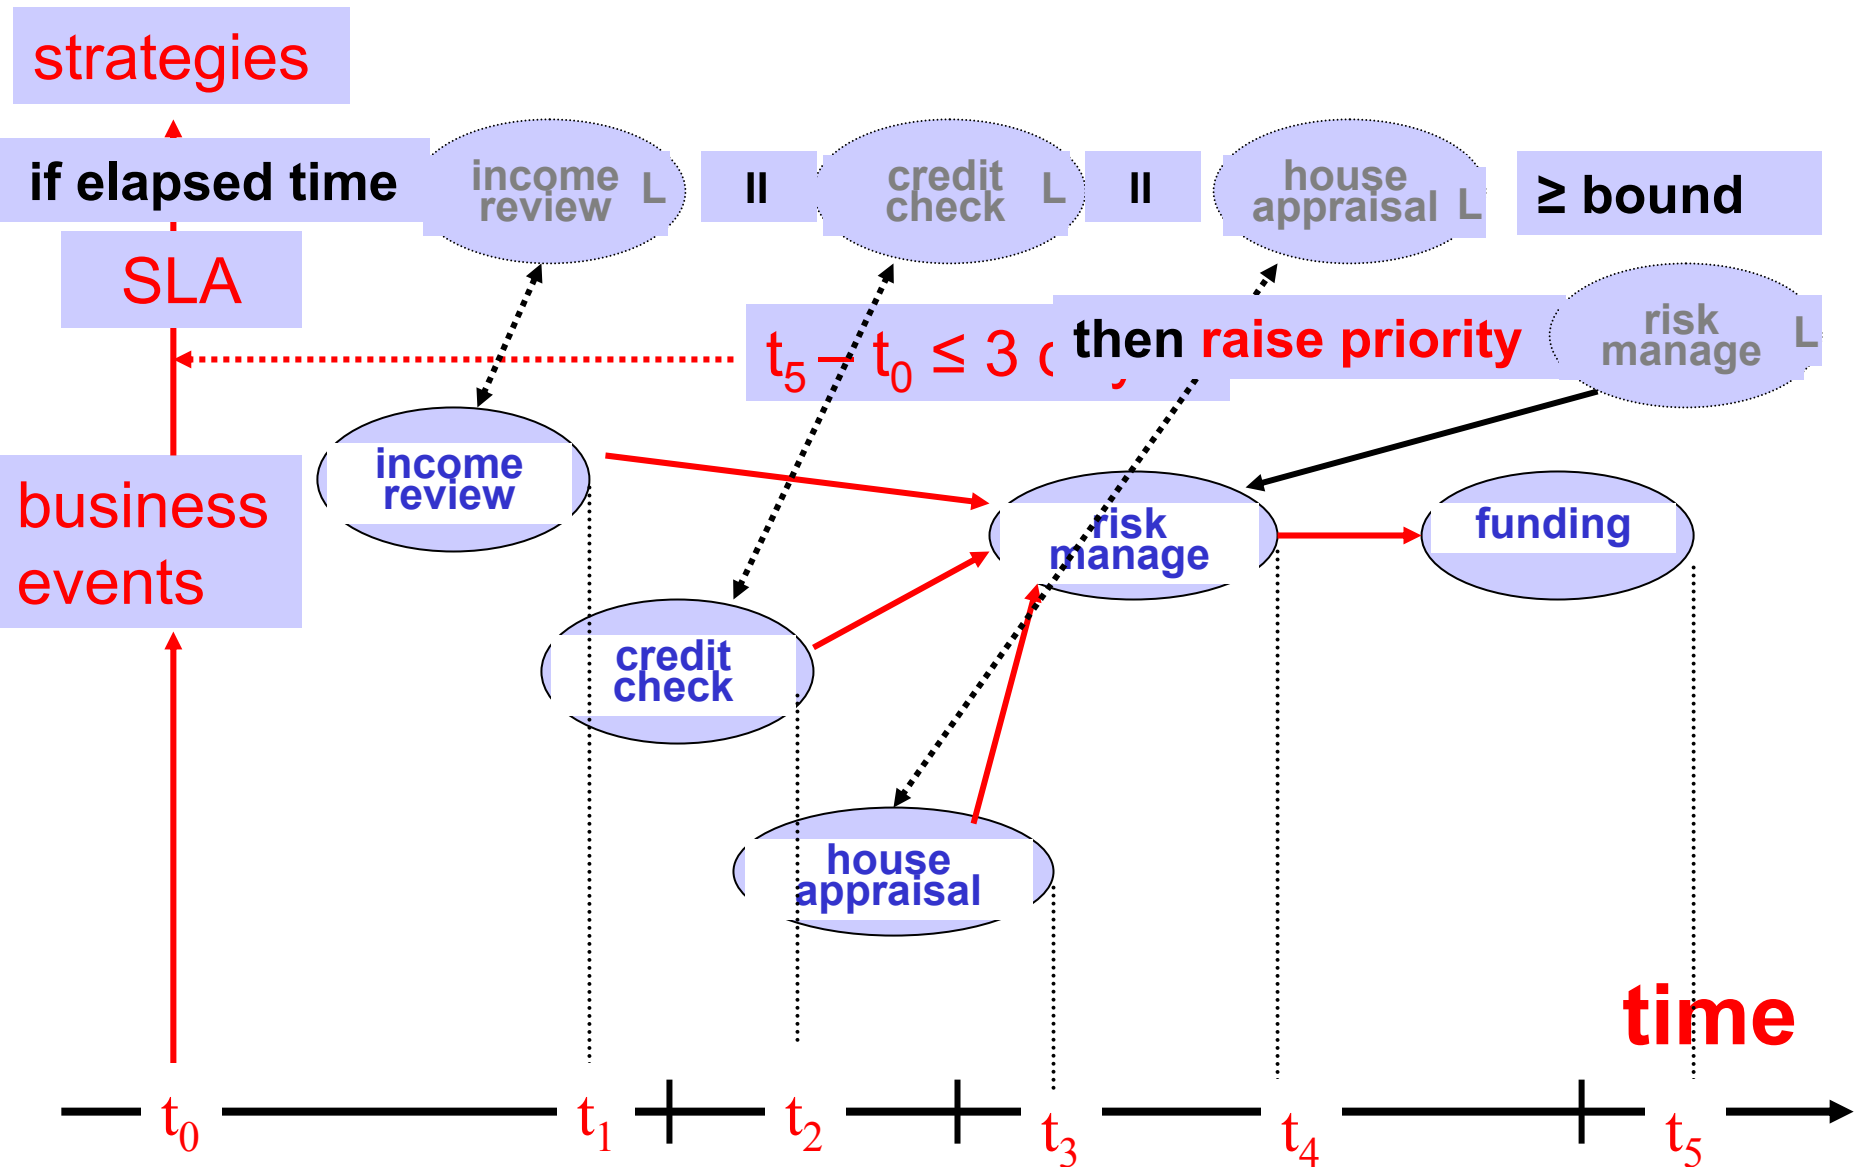 strategies
if elapsed time
income
review L
||
credit
check L
||
house
appraisal L
≥ bound
SLA
t5 – t0 ≤ 3
then raise priority
risk
manage L
business
events
income
review
risk
manage
funding
credit
check
house
appraisal
time
t0 t1 t2 t3 t4 t5